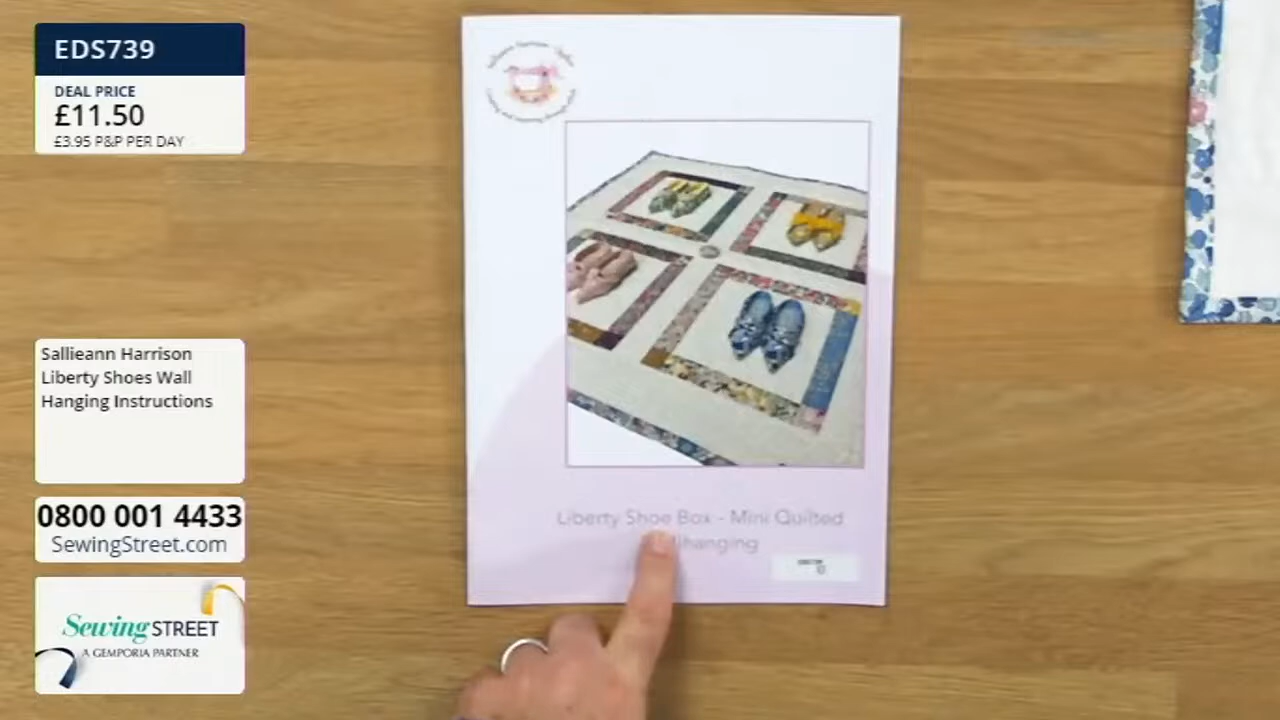 EDS739
DEAL PRICE
£11.50
£3.95 P&P PER DAY
Sallieann Harrison
Liberty Shoes Wall
Hanging Instructions
0800 001 4433
SewingStreet.com
Sewing STREET
A GEMPORIA PARTNER
Liberty Shoe Box - Mini Quilted
hanging